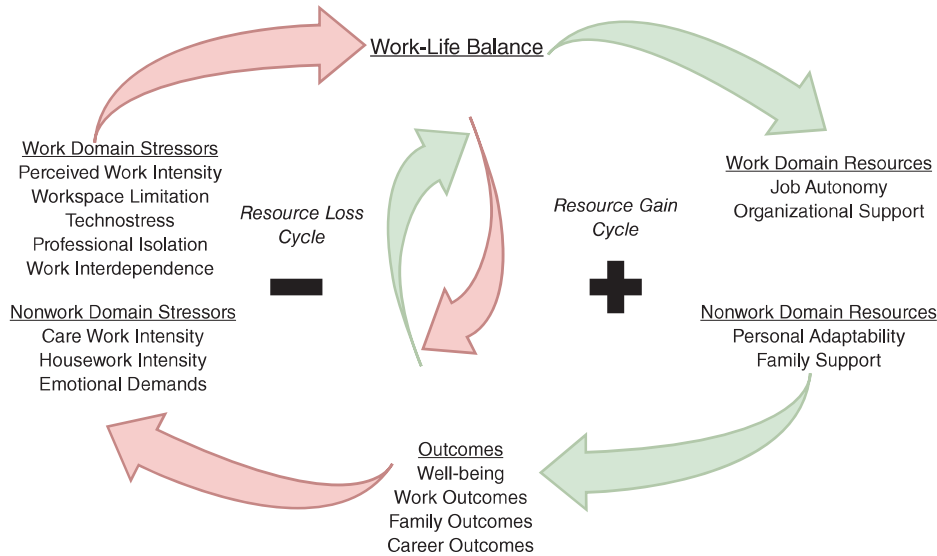 Work-Life Balance
Work Domain Stressors
Perceived Work Intensity
Workspace Limitation
Technostress
Professional Isolation
Work Interdependence
Nonwork Domain Stressors
Care Work Intensity
Housework Intensity
Emotional Demands
Resource Loss
Cycle
Resource Gain
Cycle
Work Domain Resources
Job Autonomy
Organizational Support
Nonwork Domain Resources
Personal Adaptability
Family Support
Outcomes
Well-being
Work Outcomes
Family Outcomes
Career Outcomes